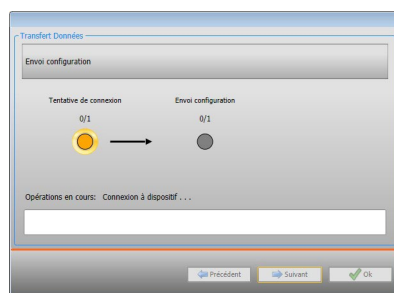 Transfert Données
Envoi configuration
Tentative de connexion Envoi configuration
0/1 0/1
Opérations en cours: Connexion à dispositif . . .
Précédent Suivant Ok